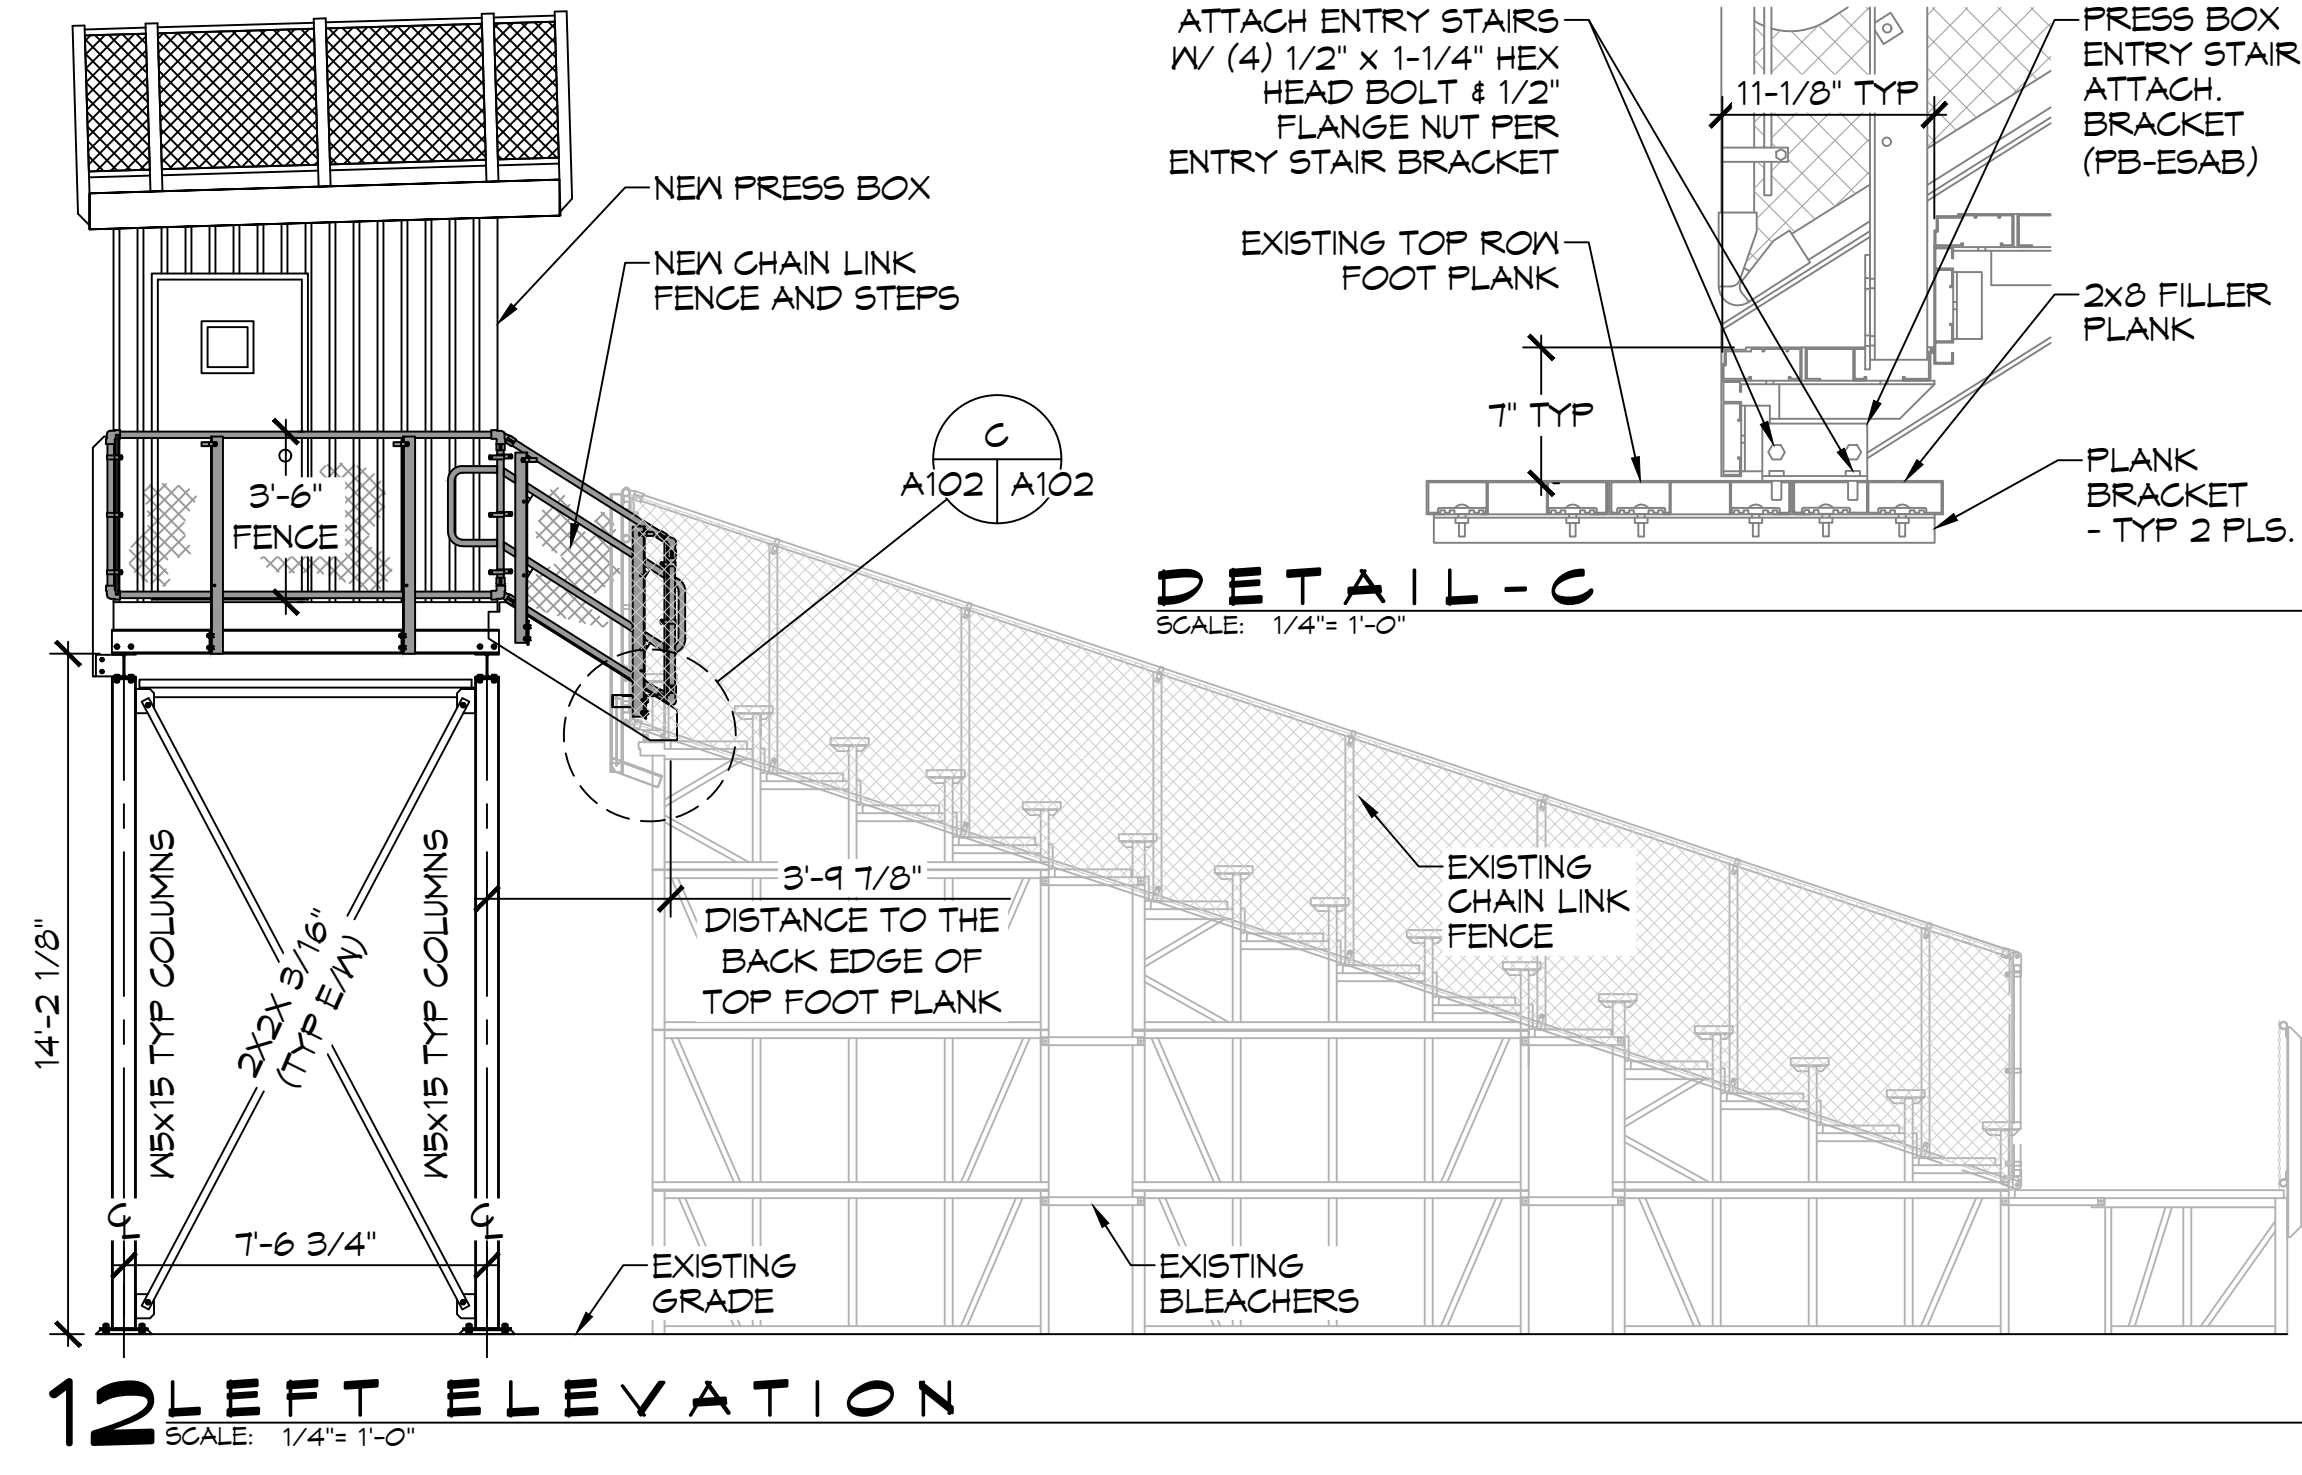 ATTACH ENTRY STAIRS
W/ (4) 1/2" x 1-1/4" HEX
HEAD BOLT & 1/2"
FLANGE NUT PER
ENTRY STAIR BRACKET
11-1/8" TYP
PRESS BOX
ENTRY STAIR
ATTACH.
BRACKET
(PB-ESAB)
EXISTING TOP ROW
FOOT PLANK
2x8 FILLER
PLANK
7" TYP
PLANK
BRACKET
- TYP 2 PLS.
DETAIL-C
SCALE: 1/4"= 1'-0"
NEW PRESS BOX
NEW CHAIN LINK
FENCE AND STEPS
C
A102 A102
3'-6"
FENCE
14'-2 1/8"
W5x15 TYP COLUMNS
2X2X 3/16"
(TYP E/W)
W5x15 TYP COLUMNS
3'-9 7/8"
DISTANCE TO THE
BACK EDGE OF
TOP FOOT PLANK
EXISTING
CHAIN LINK
FENCE
CL
CL
7'-6 3/4"
EXISTING
GRADE
EXISTING
BLEACHERS
12 LEFT ELEVATION
SCALE: 1/4"= 1'-0"